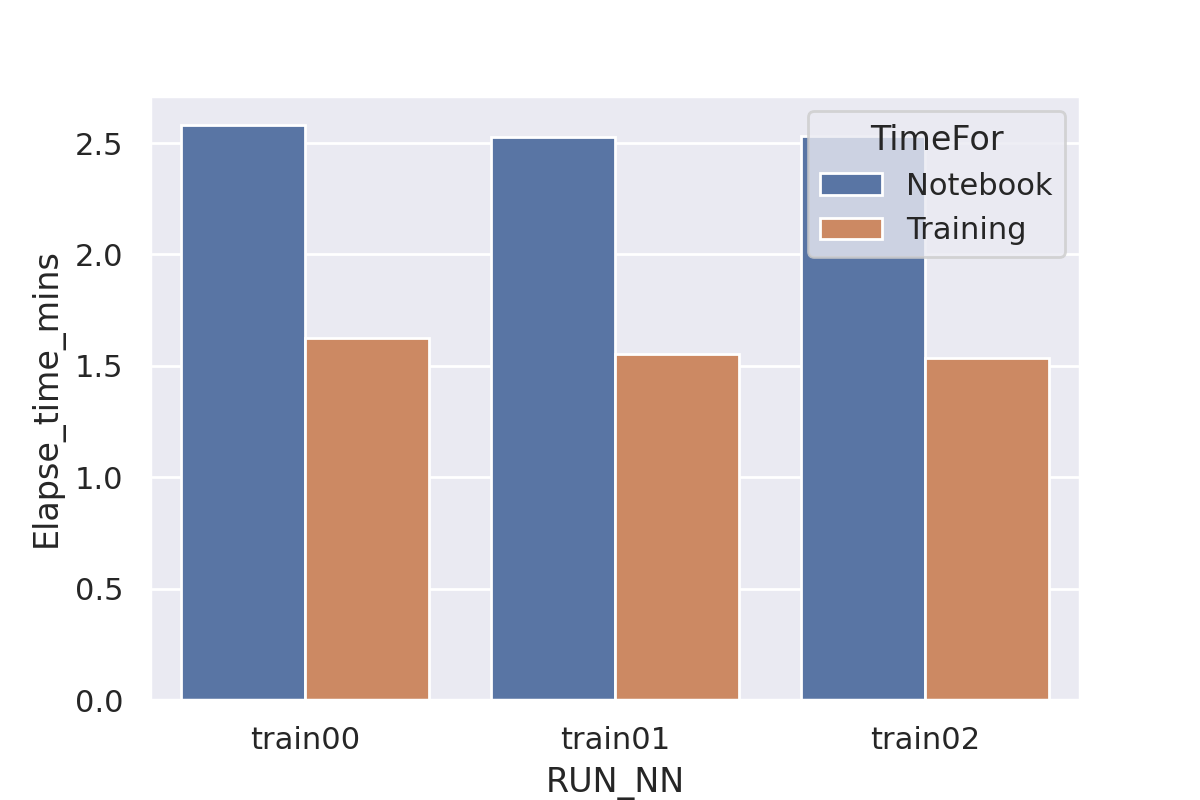 TimeFor
Notebook
Training
2.5
2.0
1.5
1.0
0.5
0.0
Elapse_time_mins
train00
train01
train02
RUN_NN